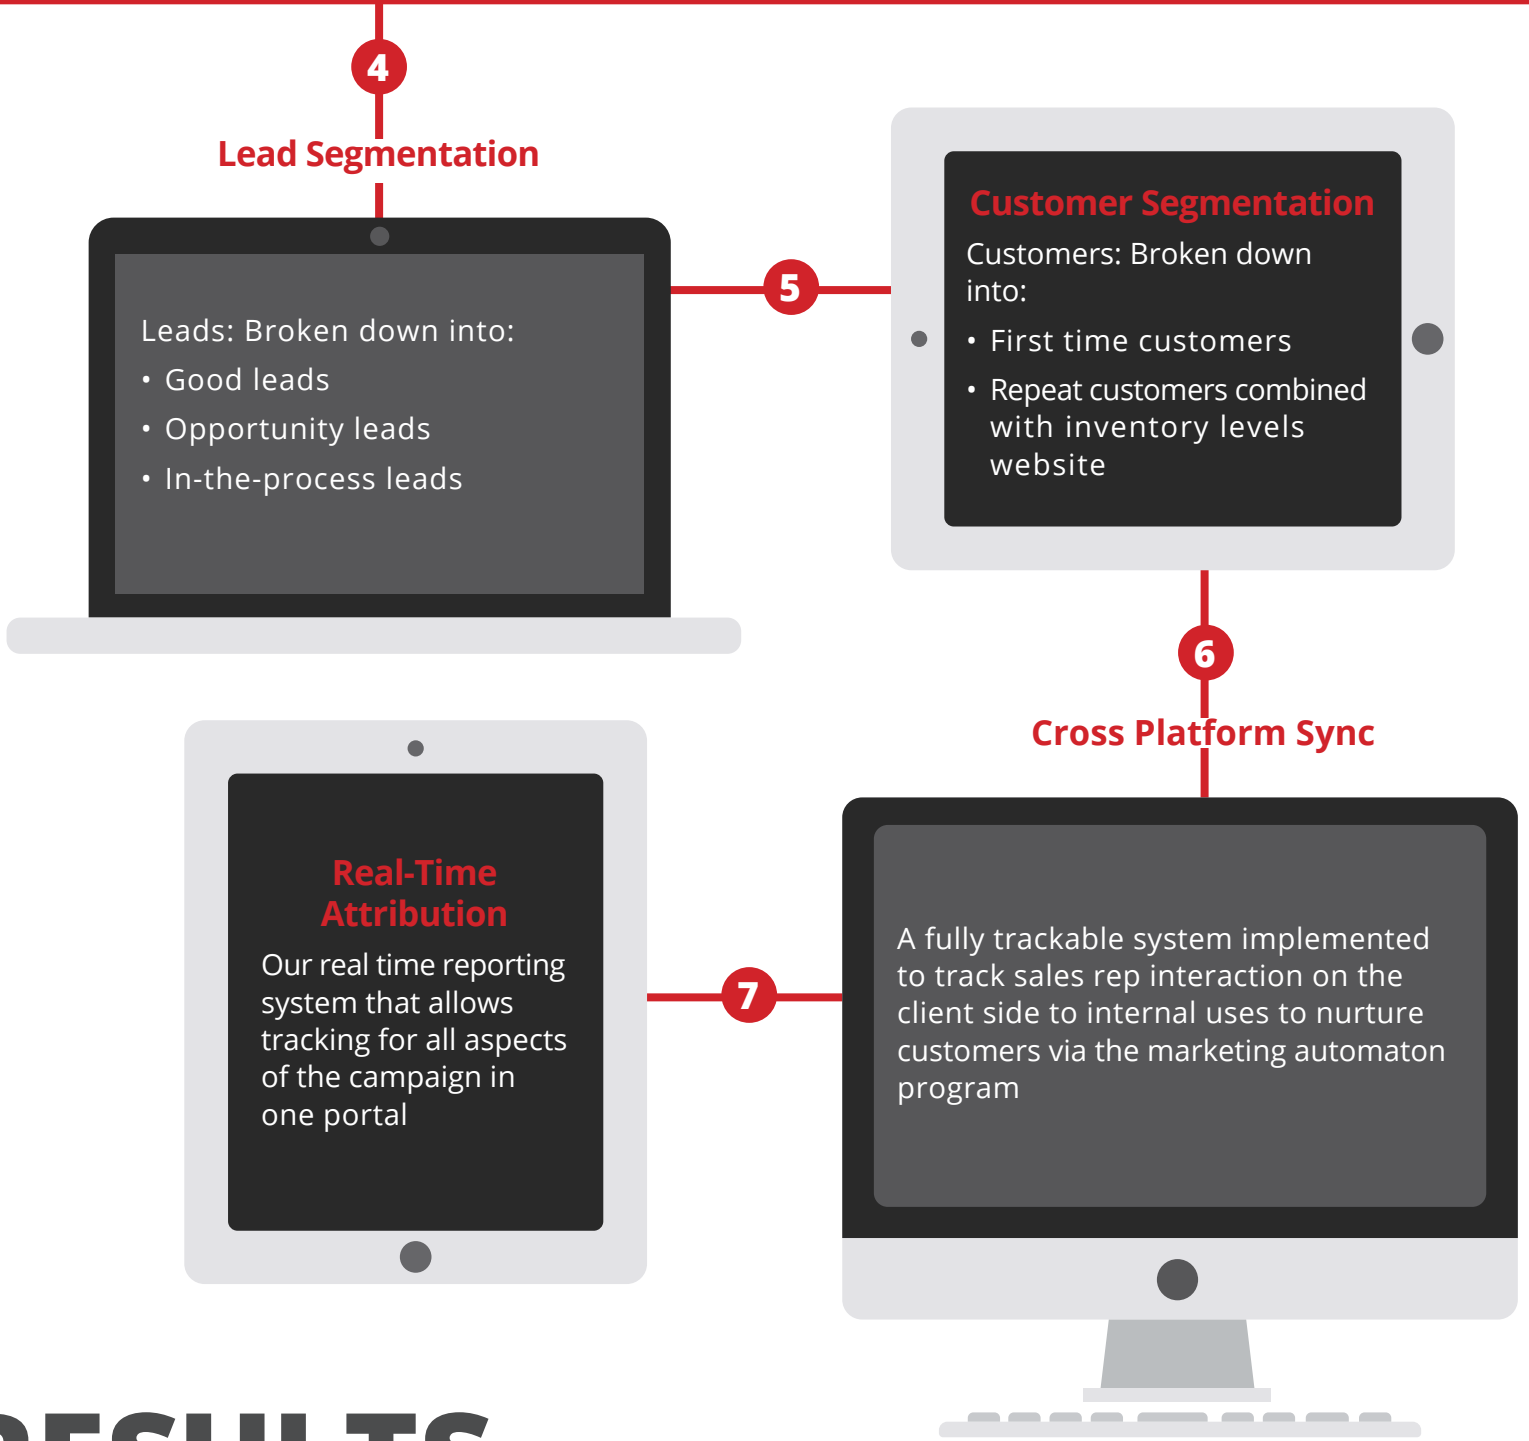 4
Lead Segmentation
Leads: Broken down into:
• Good leads
• Opportunity leads
• In-the-process leads
5
Customer Segmentation
Customers: Broken down
into:
• First time customers
• Repeat customers combined
with inventory levels
website
6
Cross Platform Sync
A fully trackable system implemented
to track sales rep interaction on the
client side to internal uses to nurture
customers via the marketing automaton
program
7
Real-Time
Attribution
Our real time reporting
system that allows
tracking for all aspects
of the campaign in
one portal
RESULTS